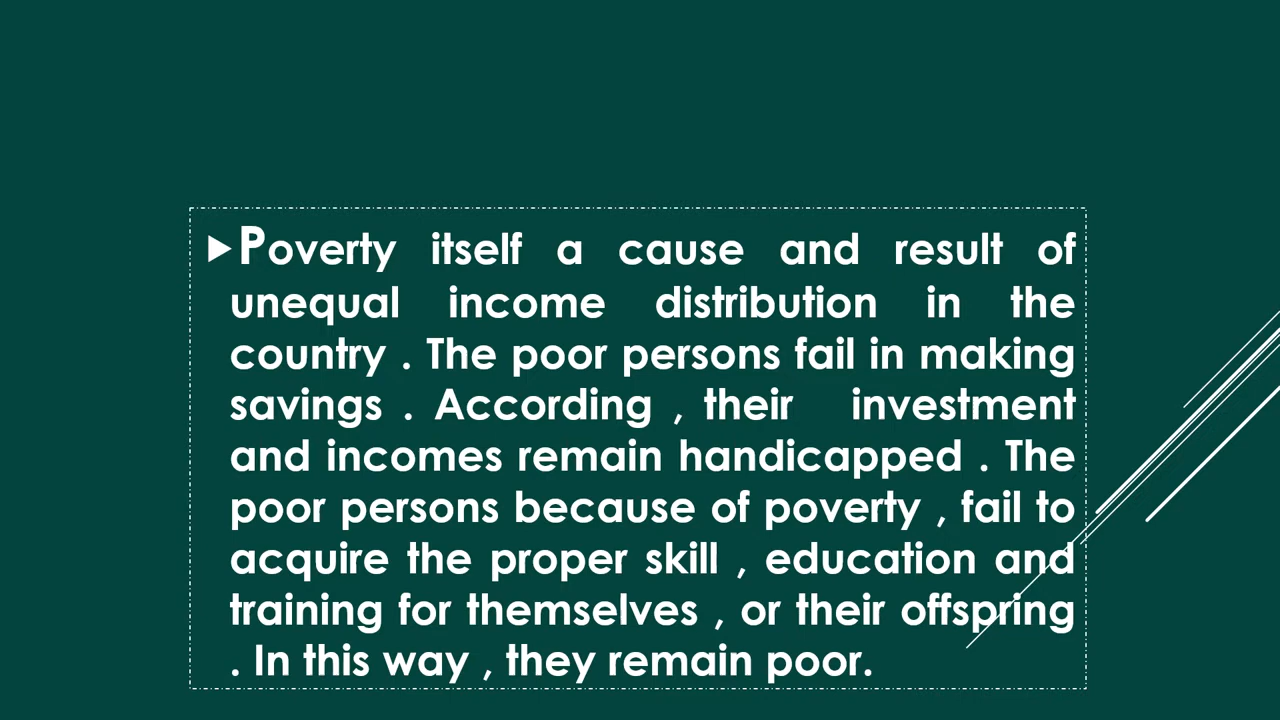 Poverty itself a cause and result of
unequal income distribution in the
country . The poor persons fail in making
savings . According , their investment
and incomes remain handicapped . The
poor persons because of poverty , fail to
acquire the proper skill , education and
training for themselves , or their offspring
. In this way , they remain poor.